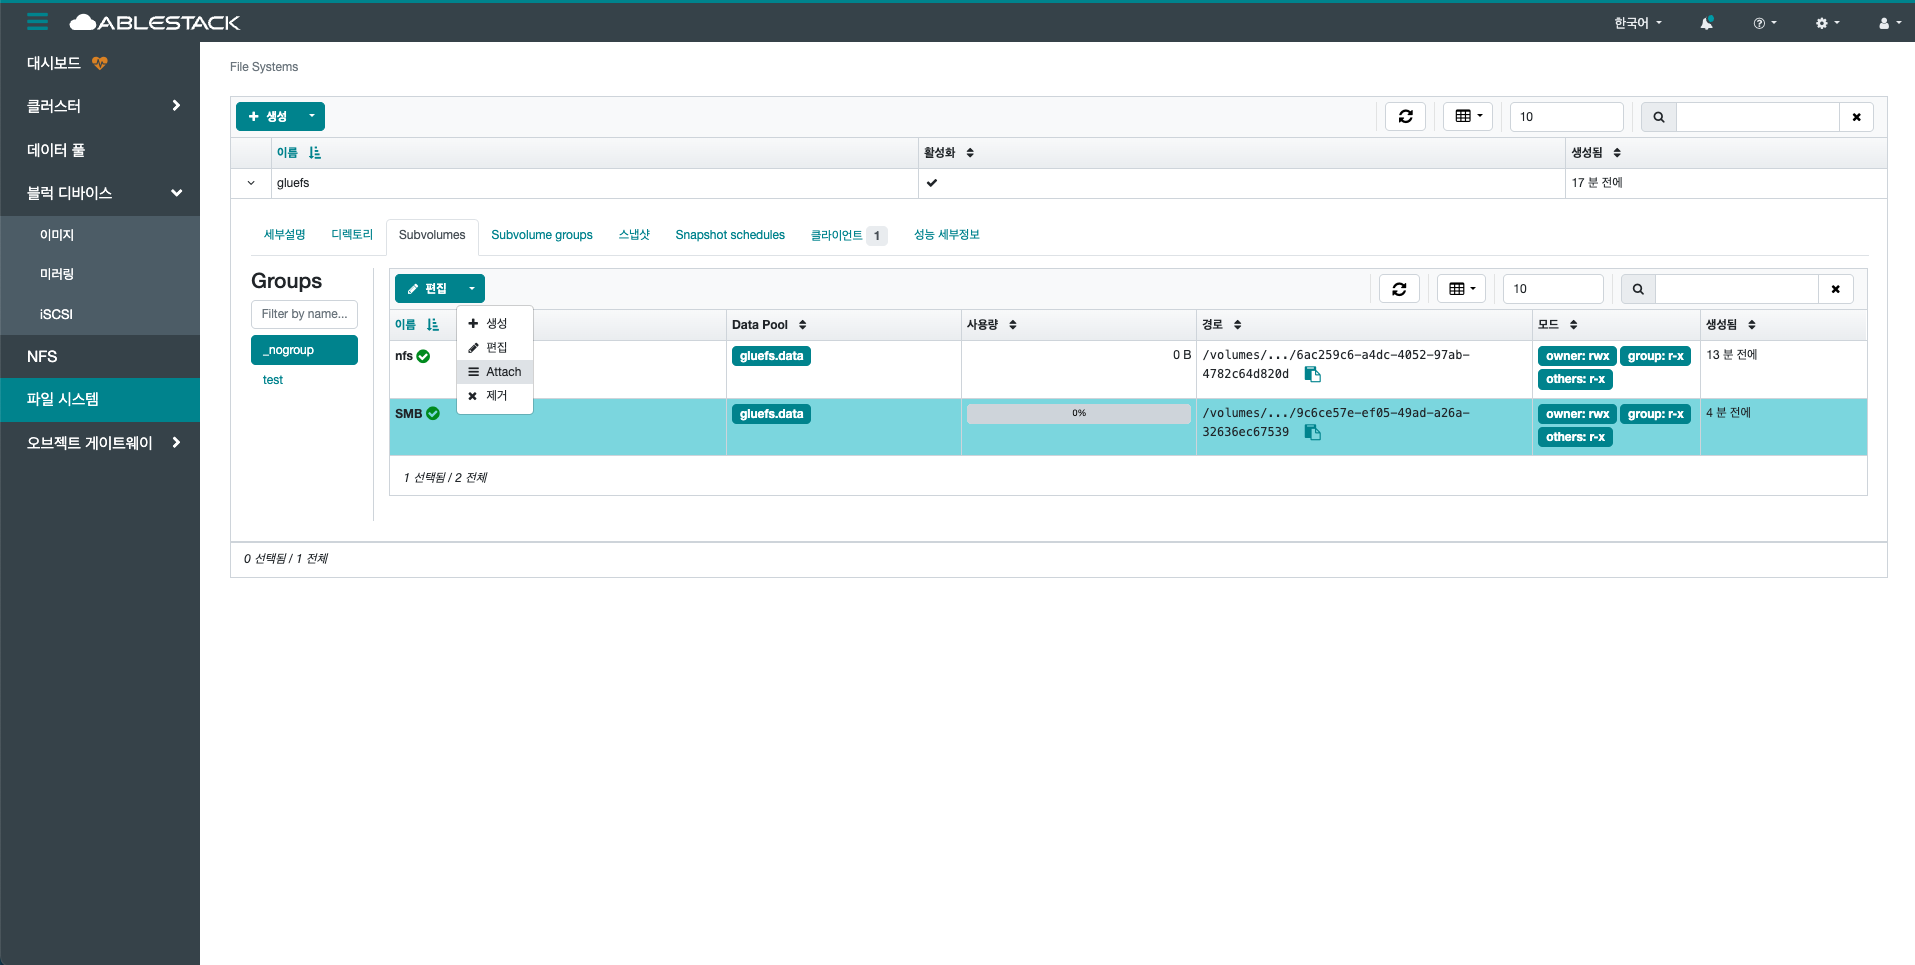 ABLESTACK
한국어
대시보드
클러스터
데이터 풀
블럭 디바이스
이미지
미러링
iSCSI
NFS
파일 시스템
오브젝트 게이트웨이
File Systems
생성
10
이름
활성화
생성됨
gluefs
17 분 전에
세부설명
디렉토리
Subvolumes
Subvolume groups
스냅샷
Snapshot schedules
클라이언트 1
성능 세부정보
Groups
Filter by name...
_nogroup
test
편집
10
생성
편집
Attach
제거
이름
Data Pool
사용량
경로
모드
생성됨
nfs
gluefs.data
0 B
/volumes/.../6ac259c6-a4dc-4052-97ab-
4782c64d820d
owner: rwx group: r-x
others: r-x
13 분 전에
SMB
gluefs.data
0%
/volumes/.../9c6ce57e-ef05-49ad-a26a-
32636ec67539
owner: rwx group: r-x
others: r-x
4 분 전에
1 선택됨 / 2 전체
0 선택됨 / 1 전체